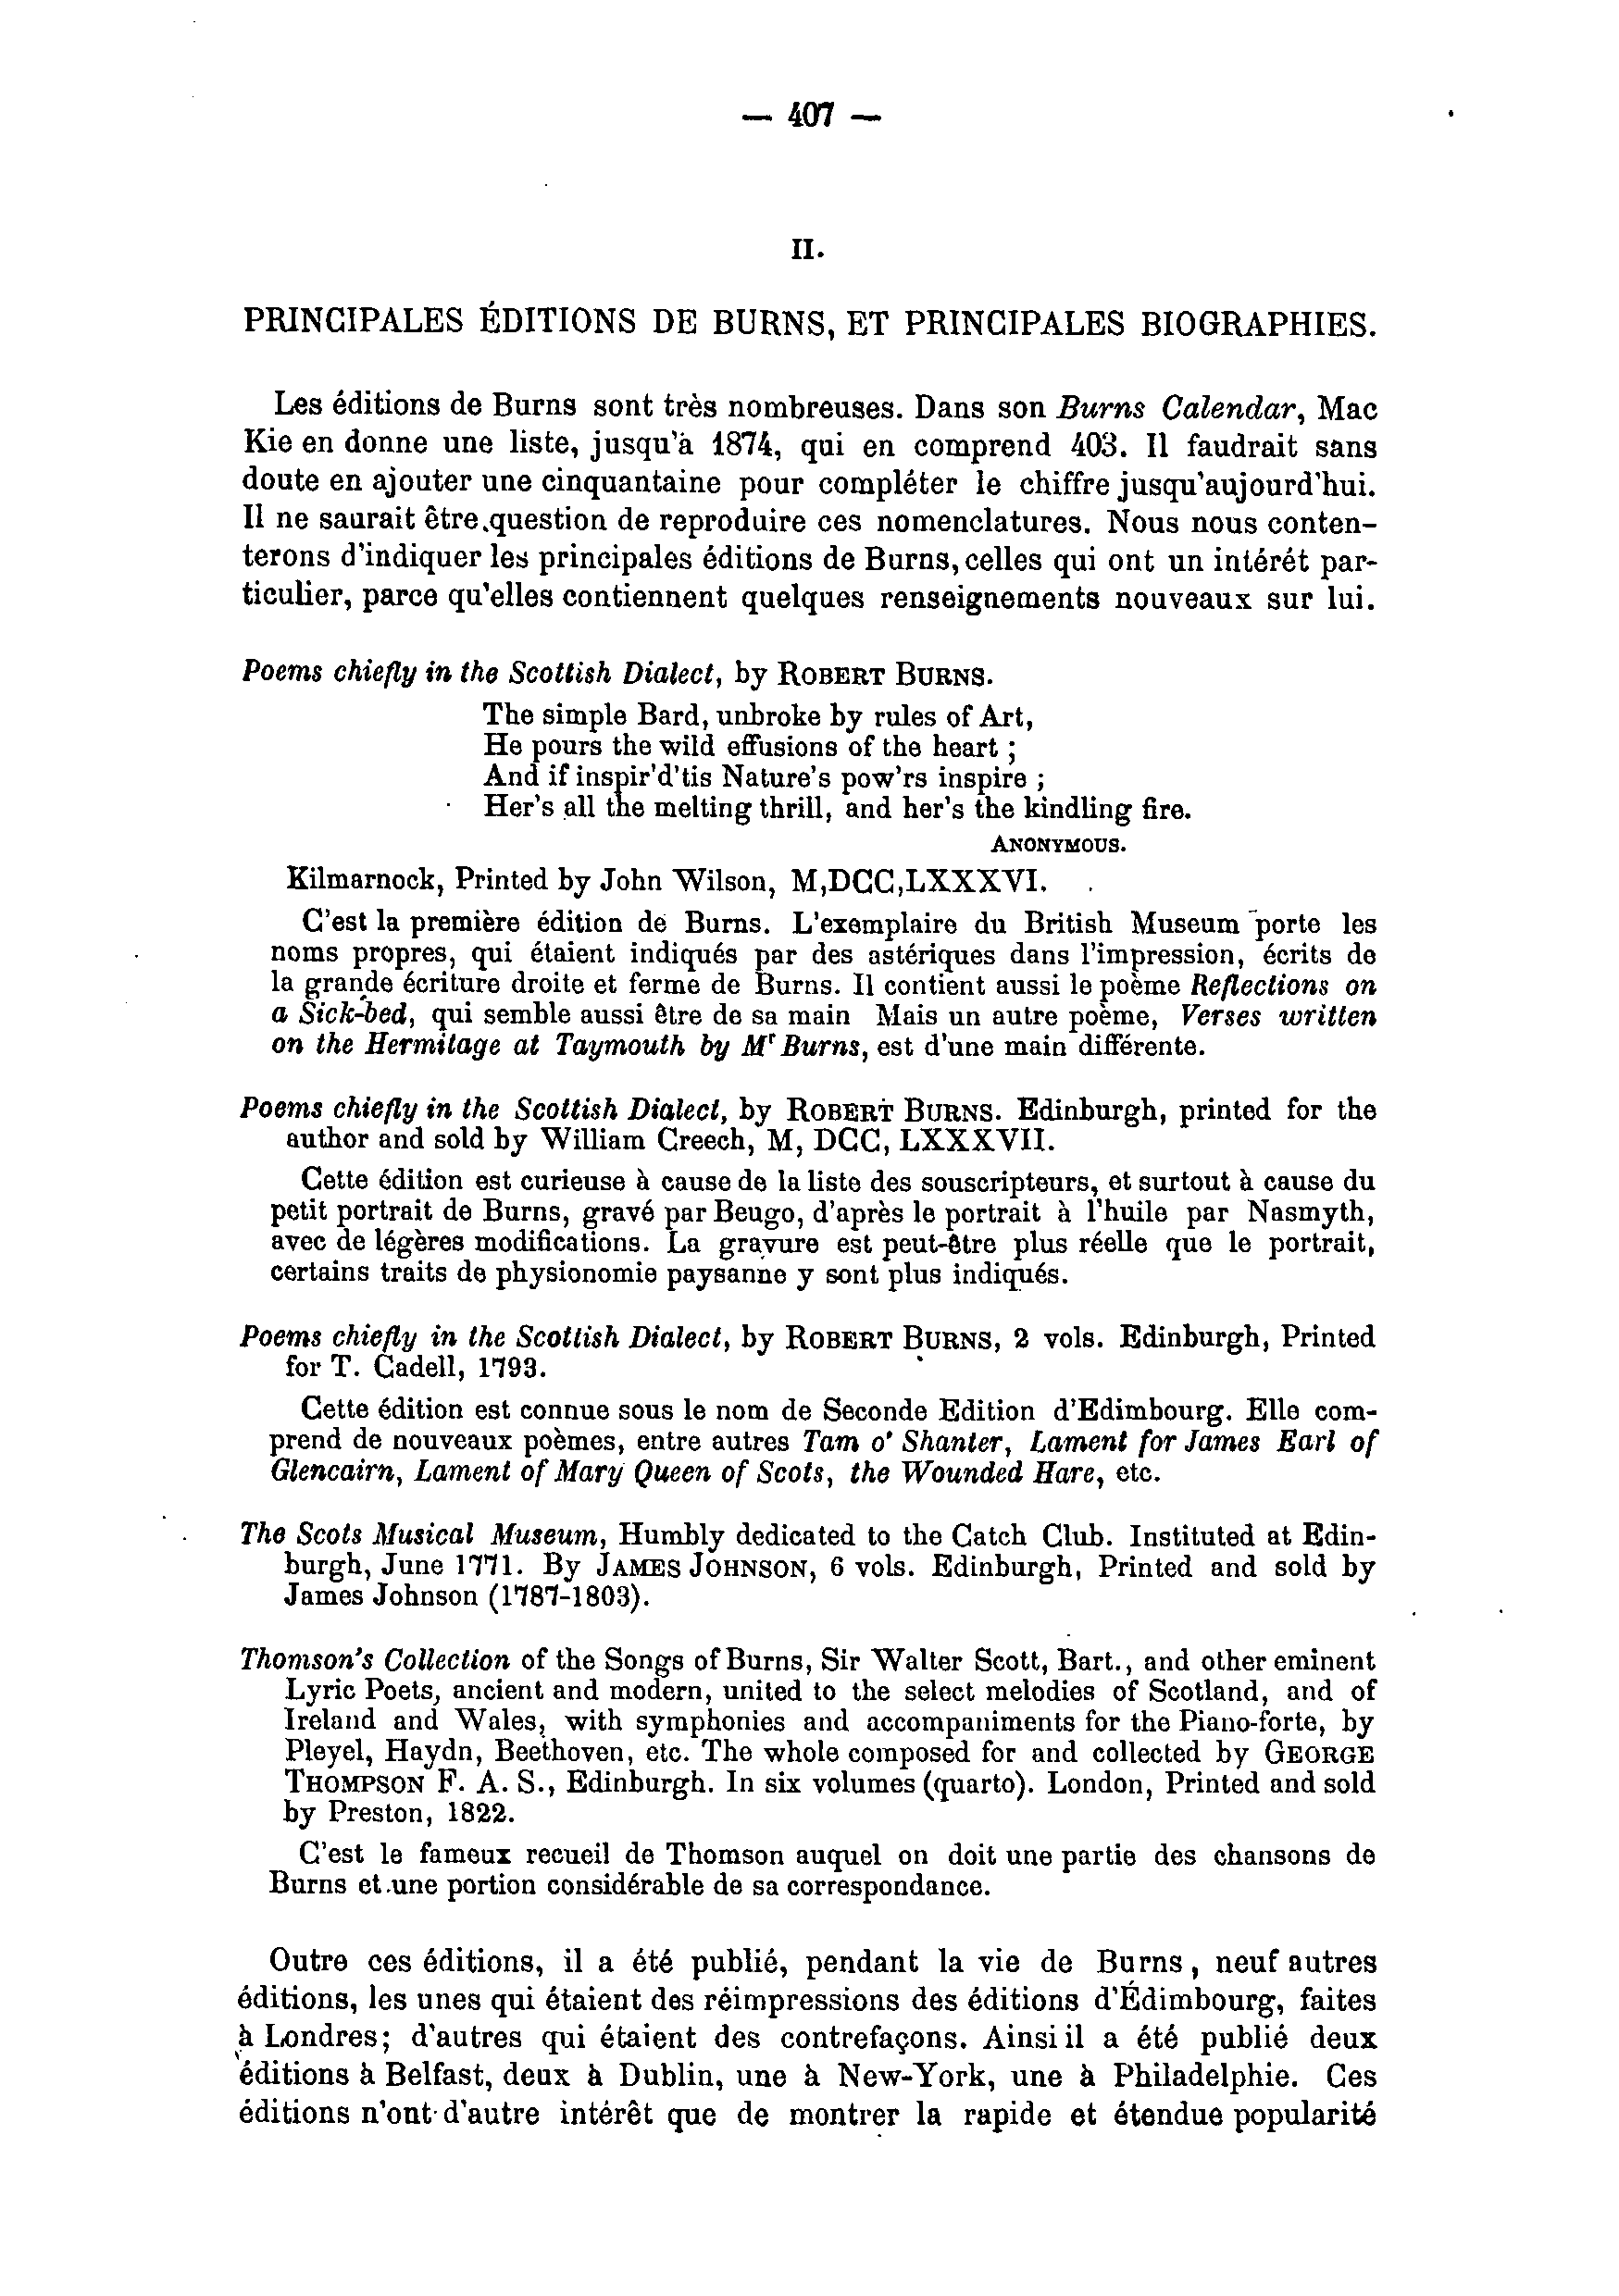 — 407 —
II.
PRINCIPALES ÉDITIONS DE BURNS, ET PRINCIPALES BIOGRAPHIES.
Les éditions de Burns sont très nombreuses. Dans son Burns Calendar, Mac
Kie en donne une liste, jusqu'à 1874, qui en comprend 403. Il faudrait sans
doute en ajouter une cinquantaine pour compléter le chiffre jusqu'aujourd'hui.
Il ne saurait être question de reproduire ces nomenclatures. Nous nous conten-
terons d'indiquer les principales éditions de Burns, celles qui ont un intérét par-
ticulier, parce qu'elles contiennent quelques renseignements nouveaux sur lui.
Poems chiefly in the Scottish Dialect, by ROBERT BURNS.
The simple Bard, unbroke by rules of Art,
He pours the wild effusions of the heart ;
And if inspir'd'tis Nature's pow'rs inspire ;
Her's all the melting thrill, and her's the kindling fire.
ANONYMOUS.
Kilmarnock, Printed by John Wilson, M,DCC,LXXXVI.
C'est la première édition de Burns. L'exemplaire du British Museum porte les
noms propres, qui étaient indiqués par des astériques dans l'impression, écrits de
la grande écriture droite et ferme de Burns. Il contient aussi le poème Reflections on
a Sick-bed, qui semble aussi être de sa main Mais un autre poème, Verses written
on the Hermitage at Taymouth by Mr Burns, est d'une main différente.
Poems chiefly in the Scottish Dialect, by ROBERT BURNS. Edinburgh, printed for the
author and sold by William Creech, M, DCC, LXXXVII.
Cette édition est curieuse à cause de la liste des souscripteurs, et surtout à cause du
petit portrait de Burns, gravé par Beugo, d'après le portrait à l'huile par Nasmyth,
avec de légères modifications. La gravure est peut-être plus réelle que le portrait,
certains traits de physionomie paysanne y sont plus indiqués.
Poems chiefly in the Scottish Dialect, by ROBERT BURNS, 2 vols. Edinburgh, Printed
for T. Cadell, 1793.
Cette édition est connue sous le nom de Seconde Edition d'Edimbourg. Elle com-
prend de nouveaux poèmes, entre autres Tam o' Shanter, Lament for James Earl of
Glencairn, Lament of Mary Queen of Scots, the Wounded Hare, etc.
The Scots Musical Museum, Humbly dedicated to the Catch Club. Instituted at Edin-
burgh, June 1771. By JAMES JOHNSON, 6 vols. Edinburgh, Printed and sold by
James Johnson (1787-1803).
Thomson's Collection of the Songs of Burns, Sir Walter Scott, Bart., and other eminent
Lyric Poets, ancient and modern, united to the select melodies of Scotland, and of
Ireland and Wales, with symphonies and accompaniments for the Piano-forte, by
Pleyel, Haydn, Beethoven, etc. The whole composed for and collected by GEORGE
THOMPSON F. A. S., Edinburgh. In six volumes (quarto). London, Printed and sold
by Preston, 1822.
C'est le fameux recueil de Thomson auquel on doit une partie des chansons de
Burns et une portion considérable de sa correspondance.
Outre ces éditions, il a été publié, pendant la vie de Burns, neuf autres
éditions, les unes qui étaient des réimpressions des éditions d'Édimbourg, faites
à Londres; d'autres qui étaient des contrefaçons. Ainsi il a été publié deux
éditions à Belfast, deux à Dublin, une à New-York, une à Philadelphie. Ces
éditions n'ont d'autre intérêt que de montrer la rapide et étendue popularité